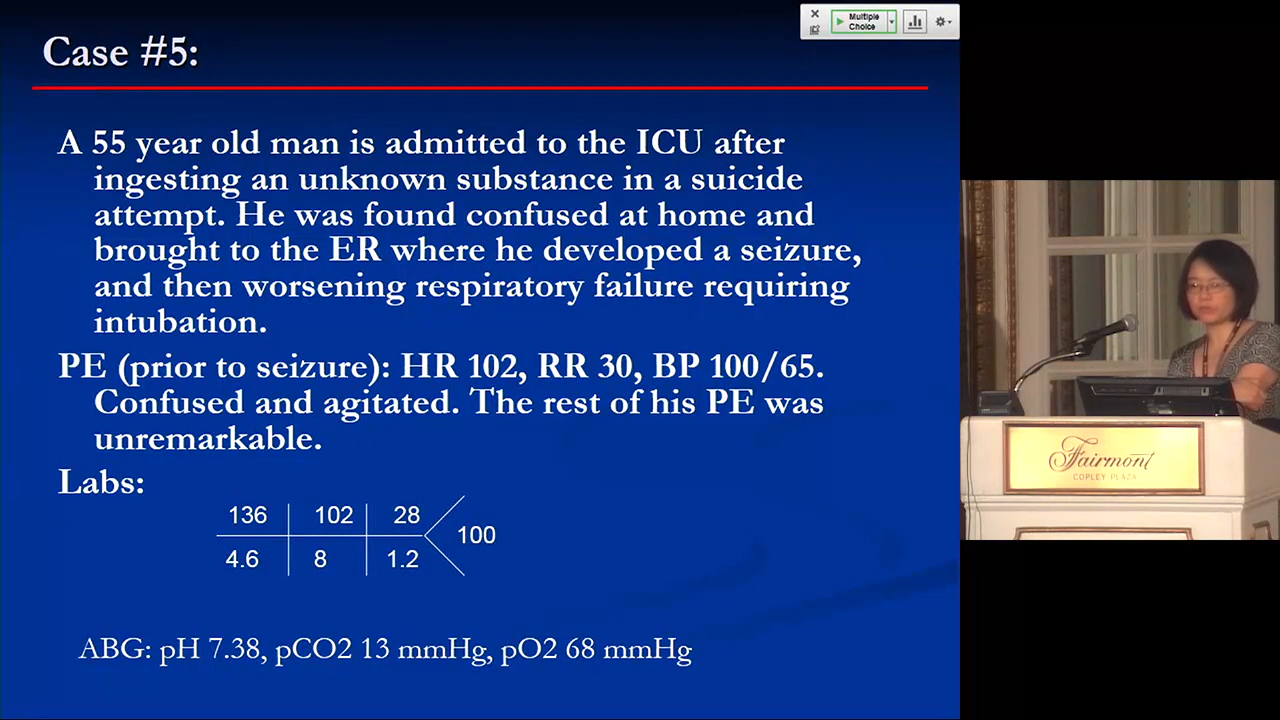 Multiple
Choice
Case #5:
A 55 year old man is admitted to the ICU after
ingesting an unknown substance in a suicide
attempt. He was found confused at home and
brought to the ER where he developed a seizure,
and then worsening respiratory failure requiring
intubation.
PE (prior to seizure): HR 102, RR 30, BP 100/65.
Confused and agitated. The rest of his PE was
unremarkable.
Labs:
136 102 28
100
4.6 8 1.2
ABG: pH 7.38, pCO2 13 mmHg, pO2 68 mmHg
Fairmont
COPLEY PLAZA